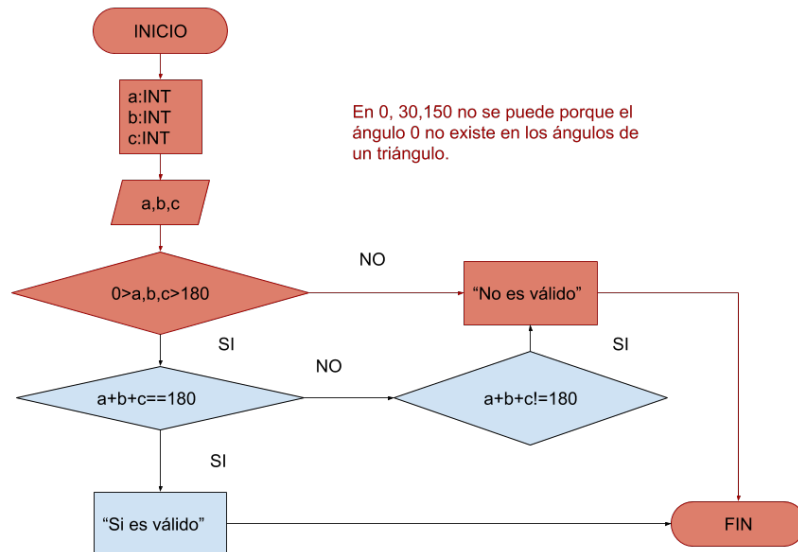 INICIO
a:INT
b:INT
c:INT
En 0, 30,150 no se puede porque el
ángulo 0 no existe en los ángulos de
un triángulo.
a,b,c
NO
0>a,b,c>180
"No es válido"
SI
SI
NO
a+b+c==180
a+b+c!=180
SI
"Si es válido"
FIN